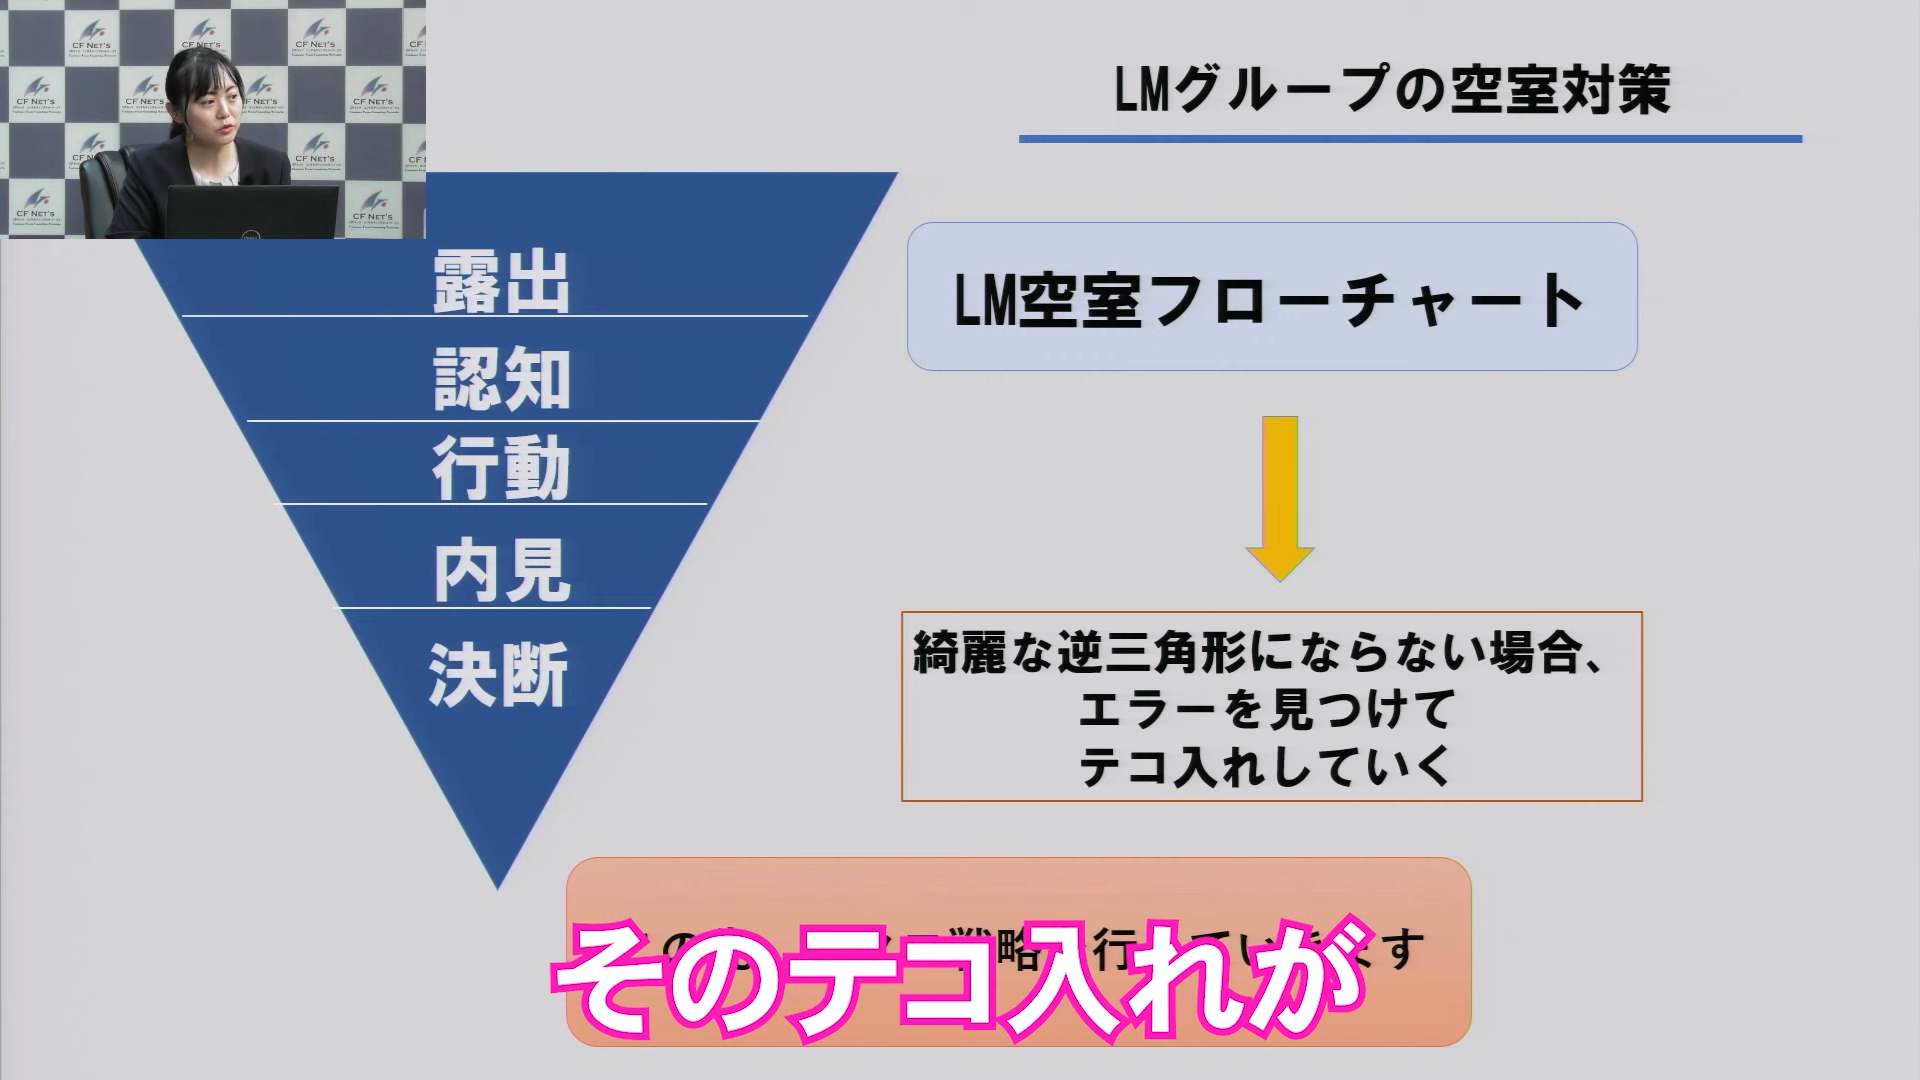 CF NET'S
LMグループの空室対策
露出
認知
行動
内見
決断
LM空室フローチャート
綺麗な逆三角形にならない場合、
エラーを見つけて
テコ入れしていく
そのテコ入れが